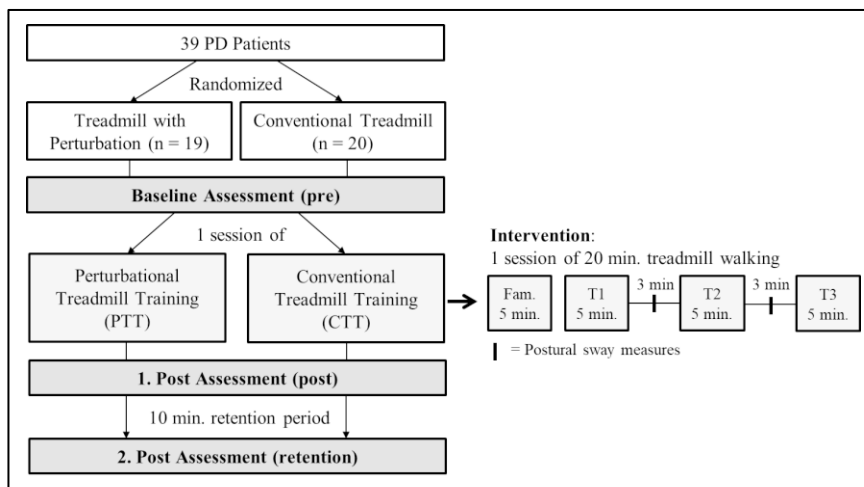 39 PD Patients
Randomized
Treadmill with
Perturbation (n = 19)
Conventional Treadmill
(n = 20)
Baseline Assessment (pre)
1 session of
Perturbational
Treadmill Training
(PTT)
Conventional
Treadmill Training
(CTT)
1. Post Assessment (post)
10 min. retention period
2. Post Assessment (retention)
Intervention:
1 session of 20 min. treadmill walking
Fam.
5 min.
T1
5 min.
3 min
T2
5 min.
3 min
T3
5 min.
= Postural sway measures